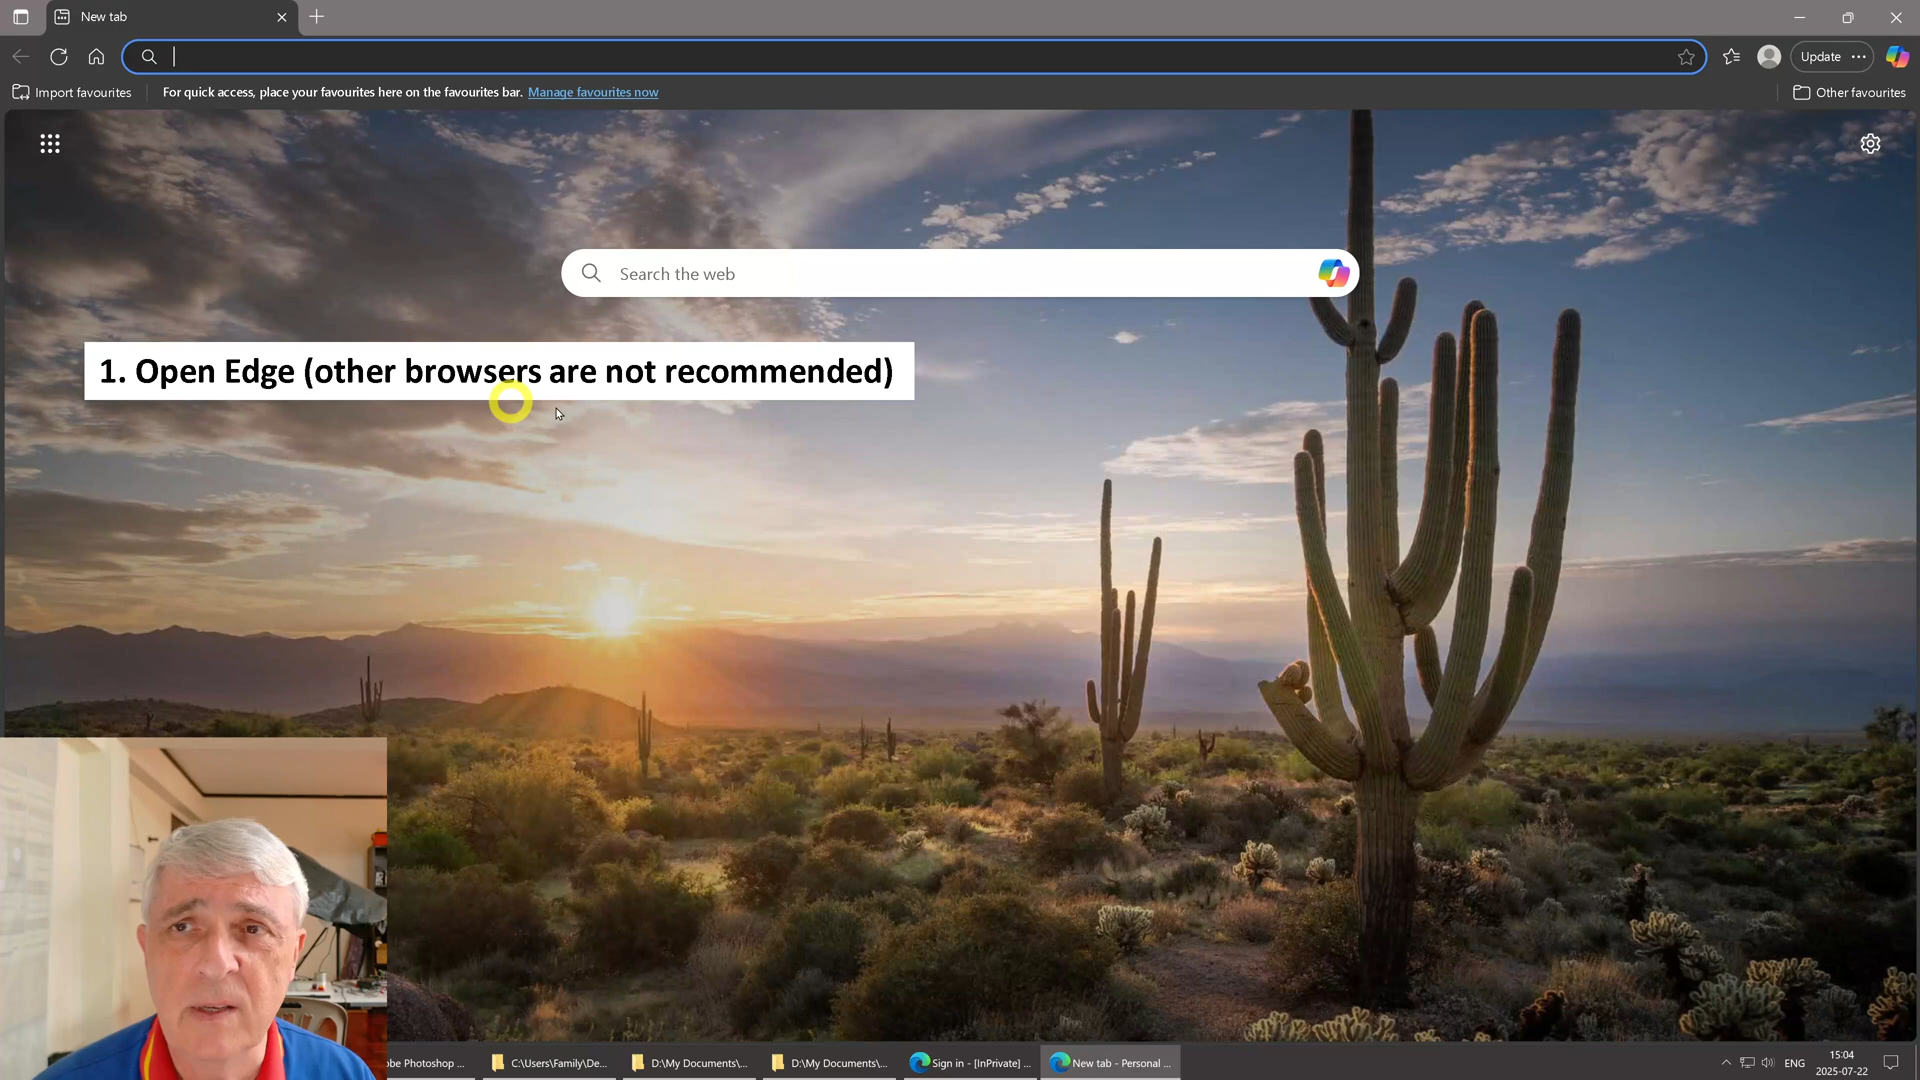 New tab
Update
Import favourites
For quick access, place your favourites here on the favourites bar. Manage favourites now
Other favourites
Search the web
1. Open Edge (other browsers are not recommended)
be Photoshop ...
C:\Users\Family\De...
D:\My Documents\...
D:\My Documents\...
Sign in - [InPrivate] ...
New tab - Personal ...
ENG
15:04
2025-07-22